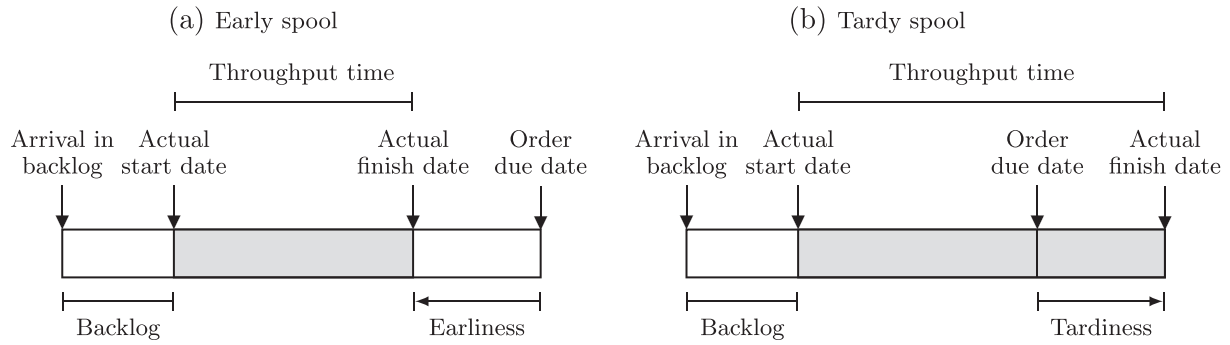 (a) Early spool
Throughput time
Arrival in backlog
Actual start date
Actual finish date
Order due date
Backlog
Earliness
(b) Tardy spool
Throughput time
Arrival in backlog
Actual start date
Order due date
Actual finish date
Backlog
Tardiness